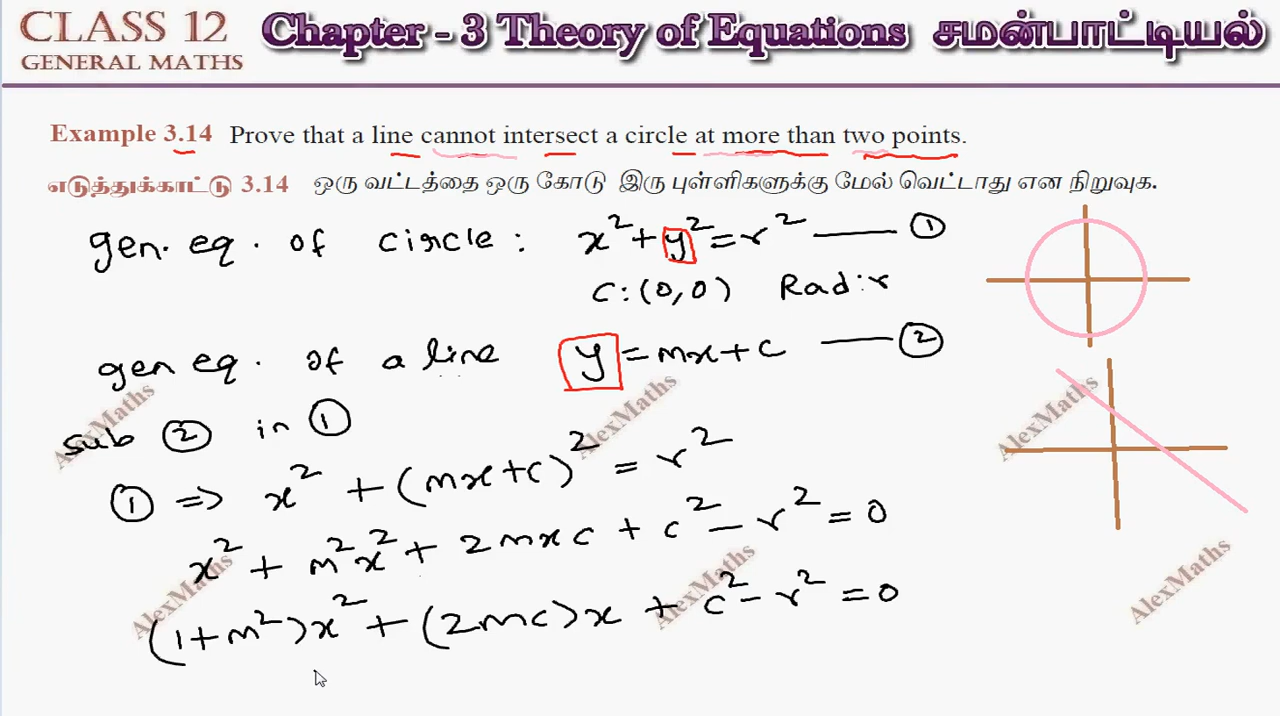 CLASS 12
GENERAL MATHS
Chapter - 3 Theory of Equations சமன்பாட்டியல்
Example 3.14 Prove that a line cannot intersect a circle at more than two points.
எடுத்துக்காட்டு 3.14 ஒரு வட்டத்தை ஒரு கோடு இரு புள்ளிகளுக்கு மேல் வெட்டாது என நிறுவுக.
gen. eq. of circle : x² + y² = r² —— ①
C : (0, 0) Rad : r
gen eq. of a line y = mx + c —— ②
sub ② in ①
① => x² + (mx+c)² = r²
x² + m²x² + 2mxc + c² - r² = 0
(1+m²)x² + (2mc)x + c² - r² = 0
AlexMaths
AlexMaths
AlexMaths
AlexMaths
AlexMaths
AlexMaths